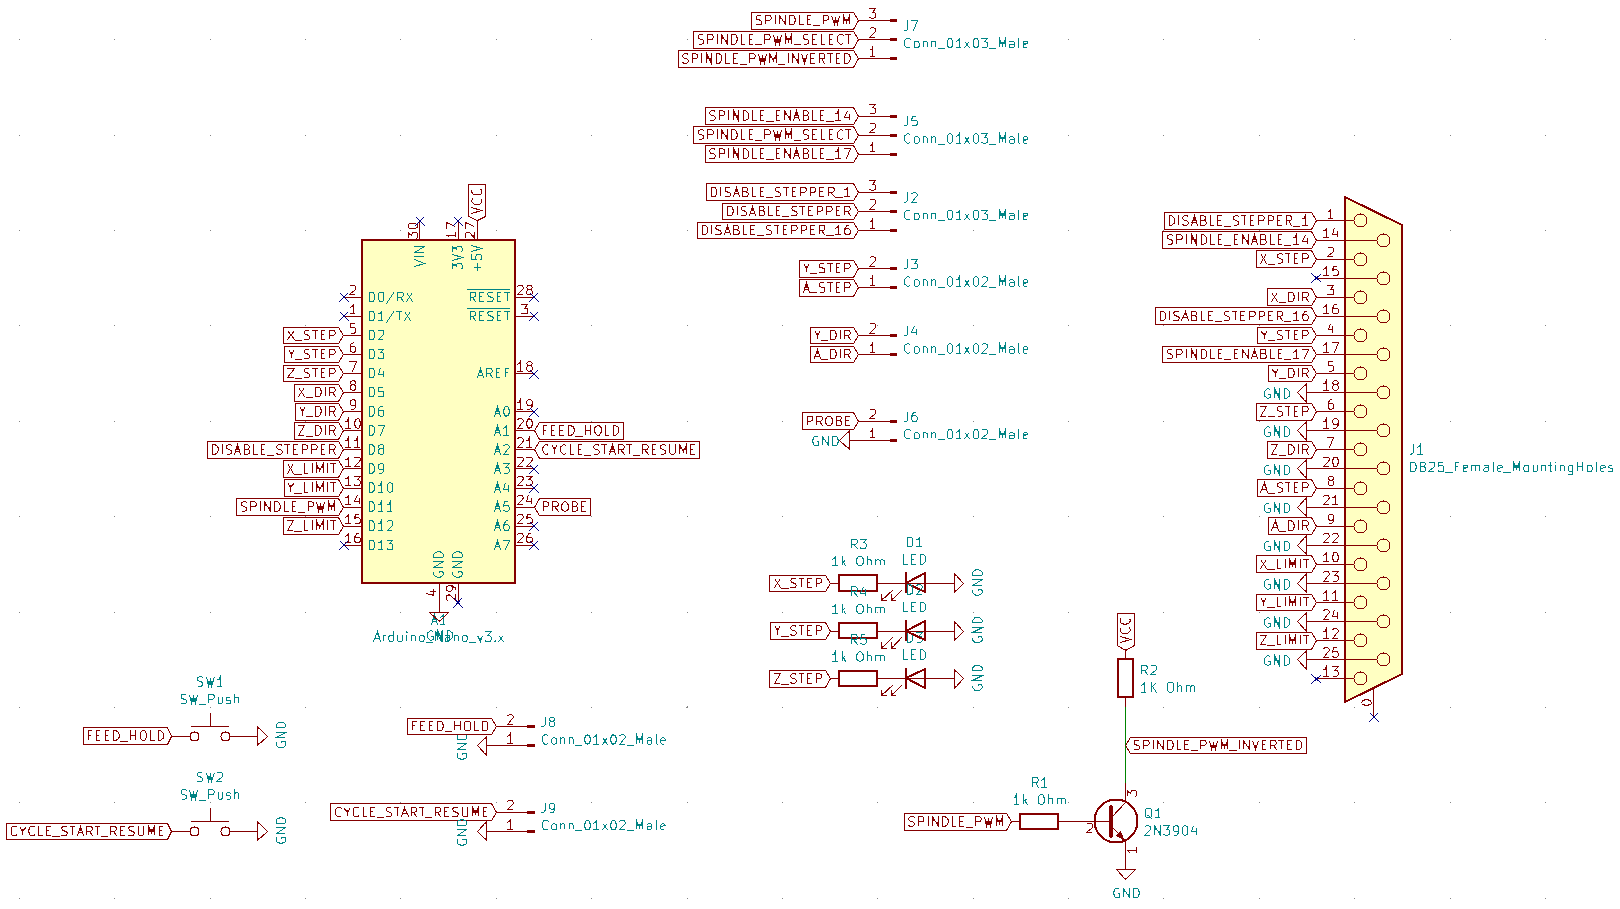 SPINDLE_PWM 3
SPINDLE_PWM_SELECT 2
SPINDLE_PWM_INVERTED 1
J7
Conn_01x03_Male
SPINDLE_ENABLE_14 3
SPINDLE_PWM_SELECT 2
SPINDLE_ENABLE_17 1
J5
Conn_01x03_Male
DISABLE_STEPPER_1 3
DISABLE_STEPPER 2
DISABLE_STEPPER_16 1
J2
Conn_01x03_Male
Y_STEP 2
A_STEP 1
J3
Conn_01x02_Male
Y_DIR 2
A_DIR 1
J4
Conn_01x02_Male
PROBE 2
GND 1
J6
Conn_01x02_Male
VCC
30 17 27
VIN 3V3 +5V
2 D0/RX
1 D1/TX
X_STEP 5 D2
Y_STEP 6 D3
Z_STEP 7 D4
X_DIR 8 D5
Y_DIR 9 D6
Z_DIR 10 D7
DISABLE_STEPPER 11 D8
X_LIMIT 12 D9
Y_LIMIT 13 D10
SPINDLE_PWM 14 D11
Z_LIMIT 15 D12
16 D13
RESET 28
RESET 3
AREF 18
A0 19
A1 20 FEED_HOLD
A2 21 CYCLE_START_RESUME
A3 22
A4 23
A5 24 PROBE
A6 25
A7 26
GND GND
4 29
A1
GND
Arduino_Nano_v3.x
DISABLE_STEPPER_1 1
SPINDLE_ENABLE_14 14
X_STEP 2
15
X_DIR 3
DISABLE_STEPPER_16 16
Y_STEP 4
SPINDLE_ENABLE_17 17
Y_DIR 5
GND 18
Z_STEP 6
GND 19
Z_DIR 7
GND 20
A_STEP 8
GND 21
A_DIR 9
GND 22
X_LIMIT 10
GND 23
Y_LIMIT 11
GND 24
Z_LIMIT 12
GND 25
13
0
J1
DB25_Female_MountingHoles
R3 D1
1k Ohm LED
X_STEP GND
R4 D2
1k Ohm LED
Y_STEP GND
R5 D3
1k Ohm LED
Z_STEP GND
SW1
SW_Push
FEED_HOLD GND
SW2
SW_Push
CYCLE_START_RESUME GND
FEED_HOLD 2
GND 1
J8
Conn_01x02_Male
CYCLE_START_RESUME 2
GND 1
J9
Conn_01x02_Male
VCC
R2
1K Ohm
SPINDLE_PWM_INVERTED
R1
1k Ohm
SPINDLE_PWM
2 3 1
Q1
2N3904
GND